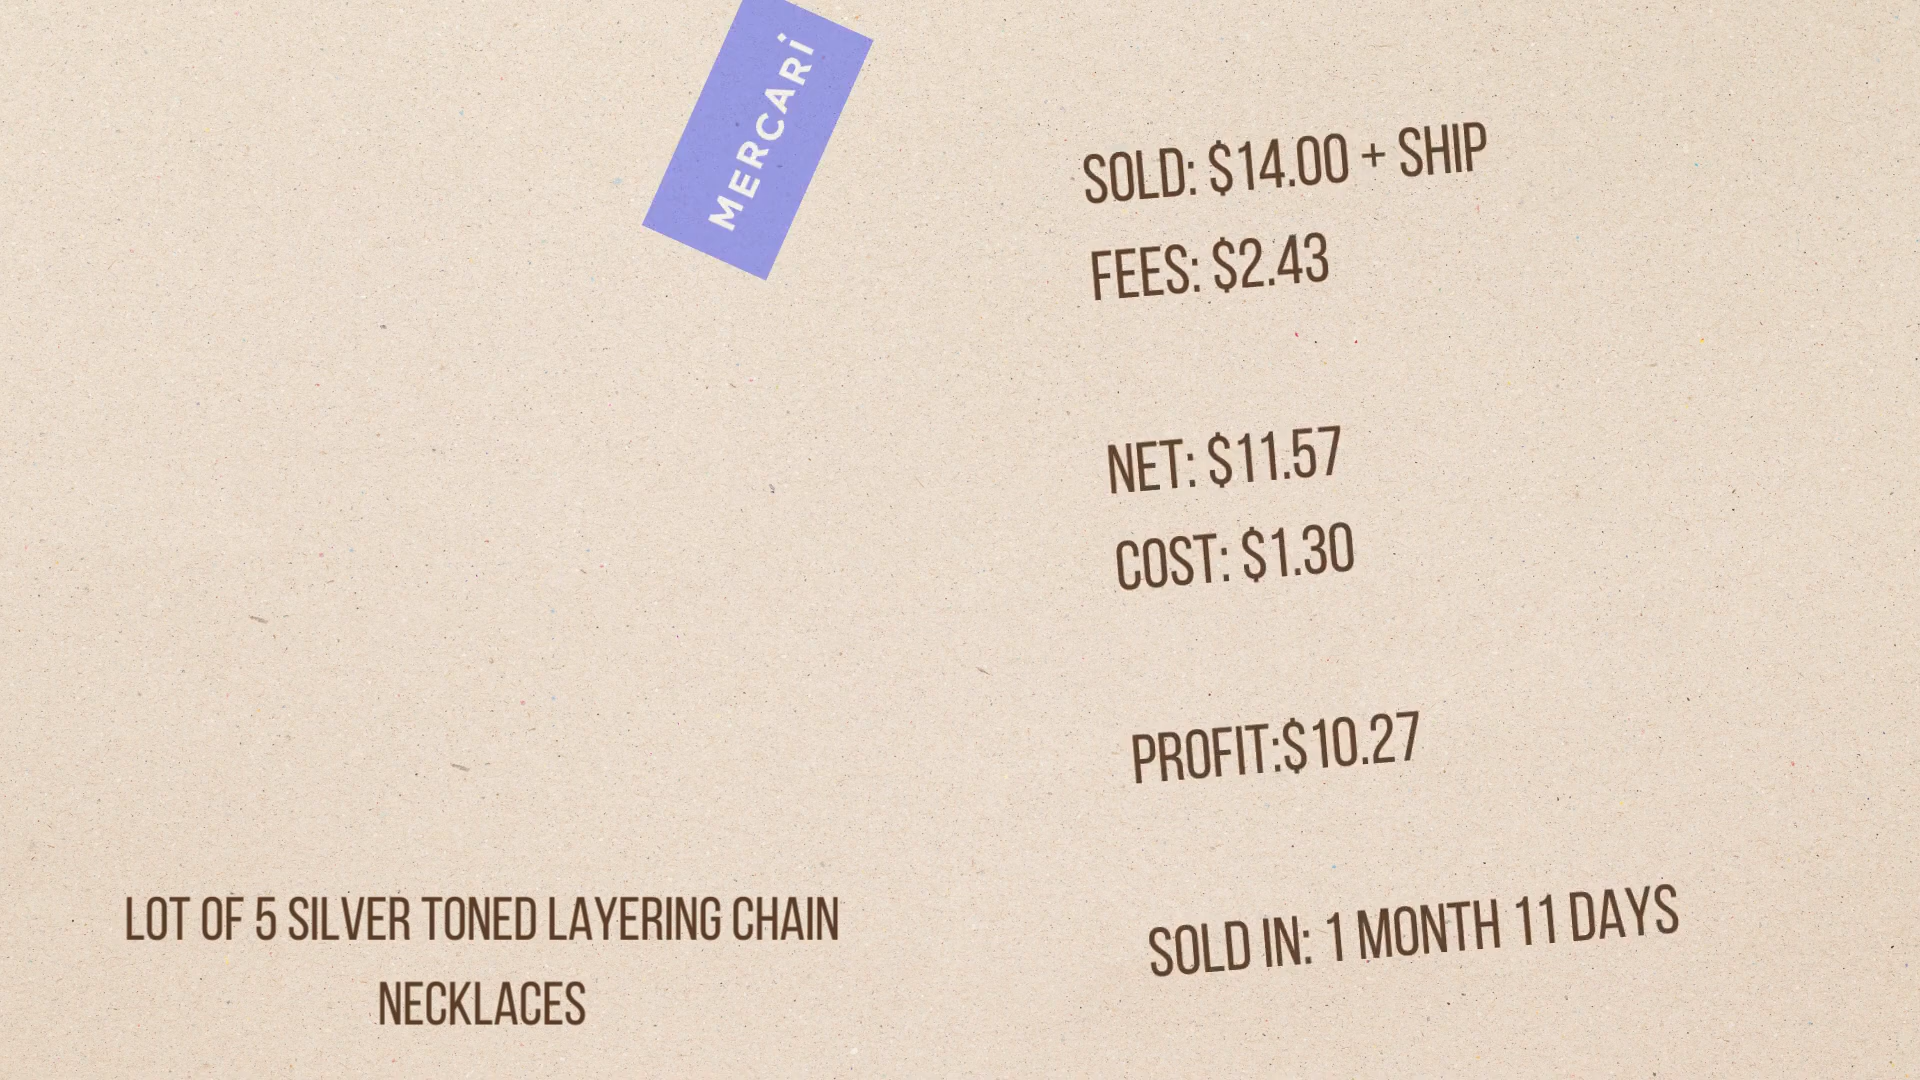 MERCARI
SOLD: $14.00 + SHIP
FEES: $2.43
NET: $11.57
COST: $1.30
PROFIT:$10.27
SOLD IN: 1 MONTH 11 DAYS
LOT OF 5 SILVER TONED LAYERING CHAIN
NECKLACES